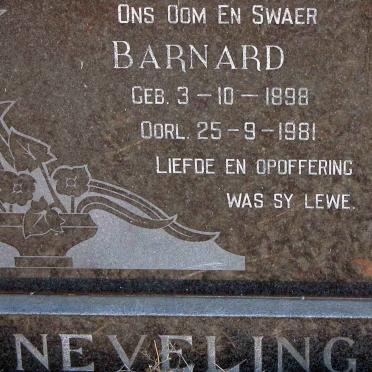 ONS OOM EN SWAER
BARNARD
GEB. 3-10-1898
OORL. 25-9-1981
LIEFDE EN OPOFFERING
WAS SY LEWE.
NEVELING